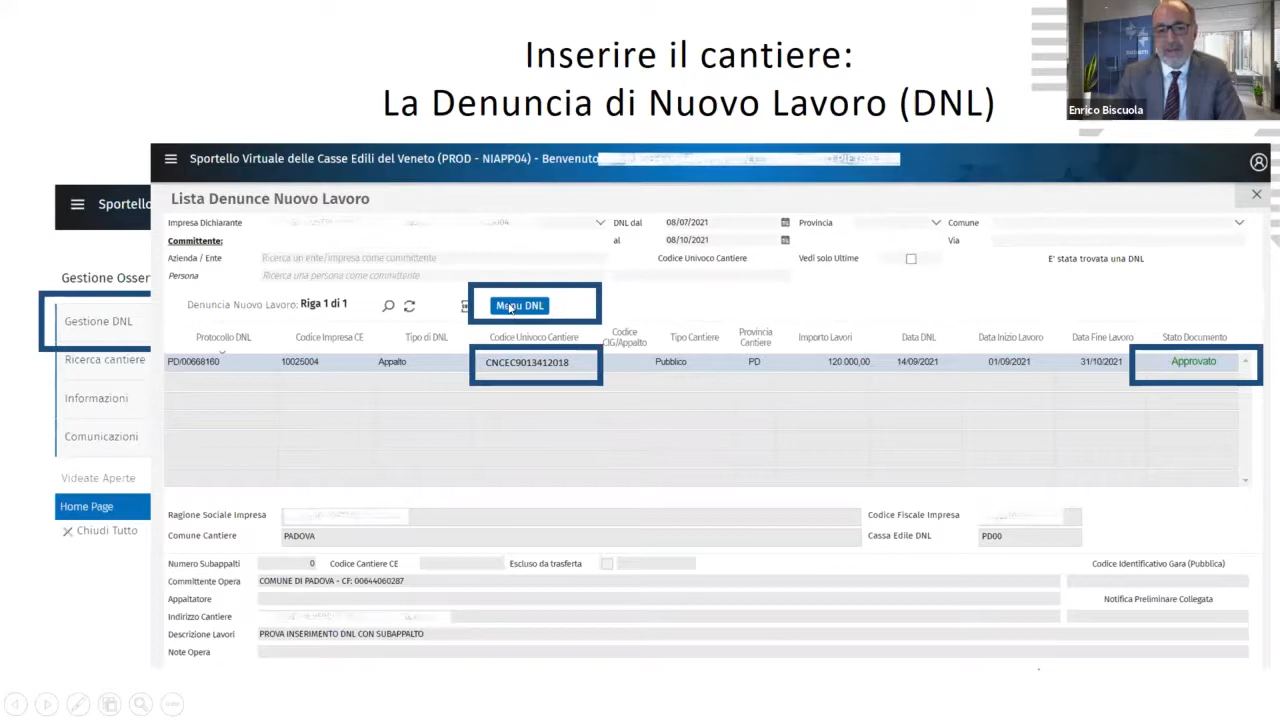 Inserire il cantiere:
La Denuncia di Nuovo Lavoro (DNL)
Enrico Biscuola
Sportello Virtuale delle Casse Edili del Veneto (PROD - NIAPP04) - Benvenuto
Sportello
Lista Denunce Nuovo Lavoro
Impresa Dichiarante DNL dal 08/07/2021 Provincia Comune
Committente: al 08/10/2021 Via
Azienda / Ente Ricerca un ente/impresa come committente Codice Univoco Cantiere Vedi solo Ultime E' stata trovata una DNL
Persona Ricerca una persona come committente
Gestione Osser
Gestione DNL
Ricerca cantiere
Informazioni
Comunicazioni
Videate Aperte
Home Page
Chiudi Tutto
Denuncia Nuovo Lavoro: Riga 1 di 1 Menu DNL
Protocollo DNL Codice Impresa CE Tipo di DNL Codice Univoco Cantiere Codice CIG/Appalto Tipo Cantiere Provincia Cantiere Importo Lavori Data DNL Data Inizio Lavoro Data Fine Lavoro Stato Documento
PD/00668160 10025004 Appalto CNCEC9013412018 Pubblico PD 120.000,00 14/09/2021 01/09/2021 31/10/2021 Approvato
Ragione Sociale Impresa Codice Fiscale Impresa
Comune Cantiere PADOVA Cassa Edile DNL PD00
Numero Subappalti 0 Codice Cantiere CE Escluso da trasferta Codice Identificativo Gara (Pubblica)
Committente Opera COMUNE DI PADOVA - CF: 00644060287
Appaltatore Notifica Preliminare Collegata
Indirizzo Cantiere
Descrizione Lavori PROVA INSERIMENTO DNL CON SUBAPPALTO
Note Opera